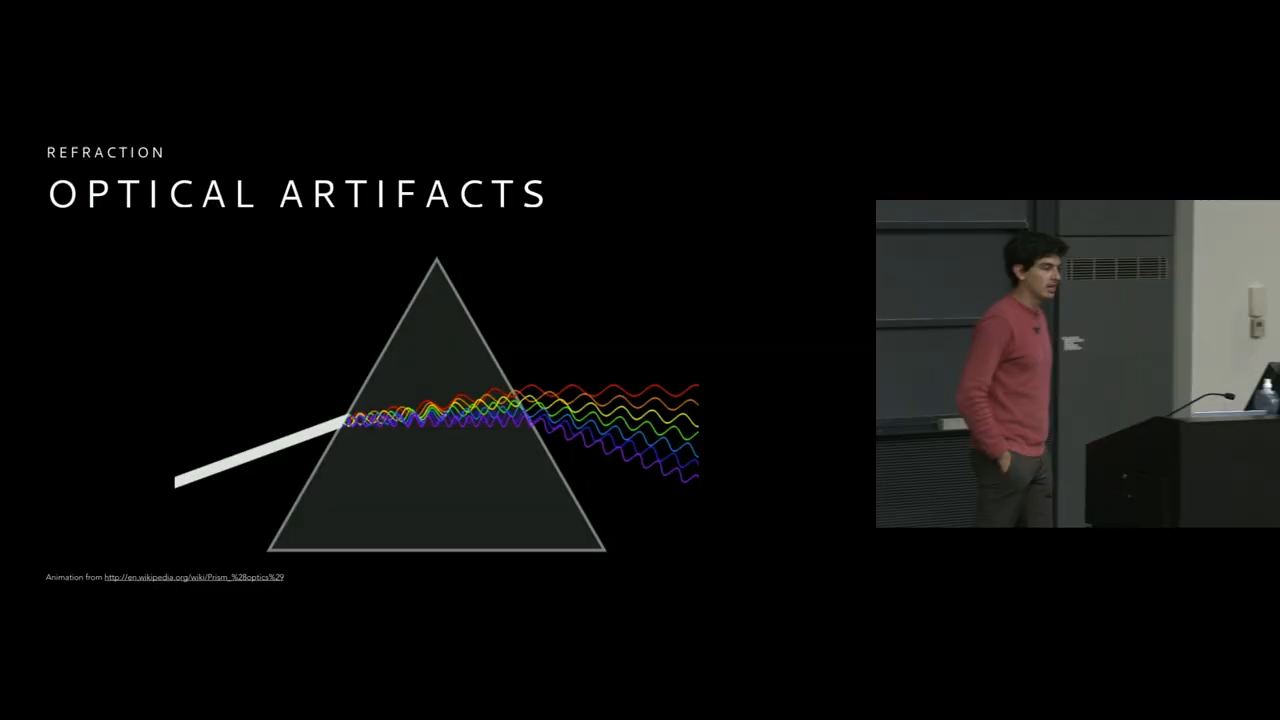 REFRACTION
OPTICAL ARTIFACTS
Animation from http://en.wikipedia.org/wiki/Prism_%28optics%29